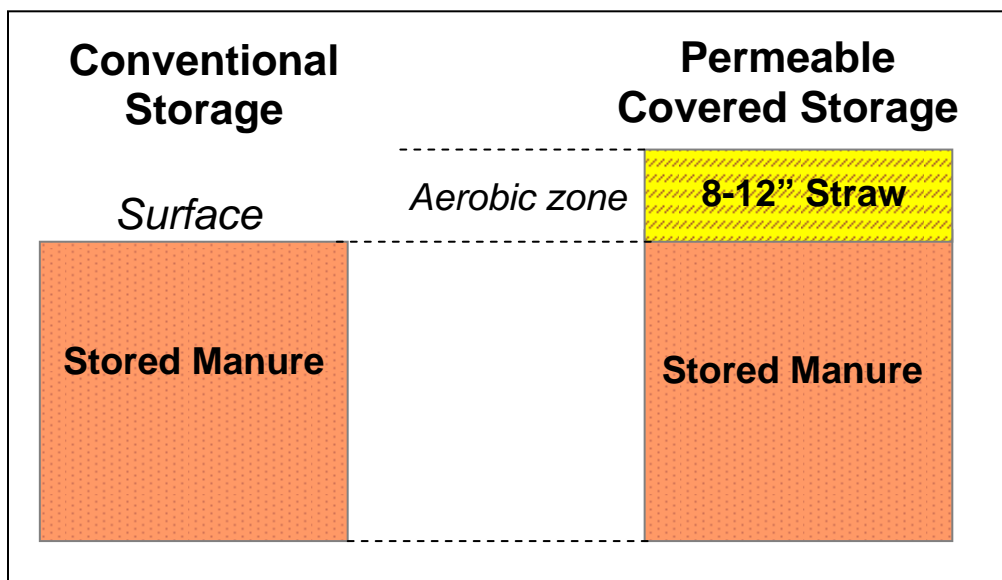 Conventional
Storage
Permeable
Covered Storage
Surface
Aerobic zone
8-12” Straw
Stored Manure
Stored Manure